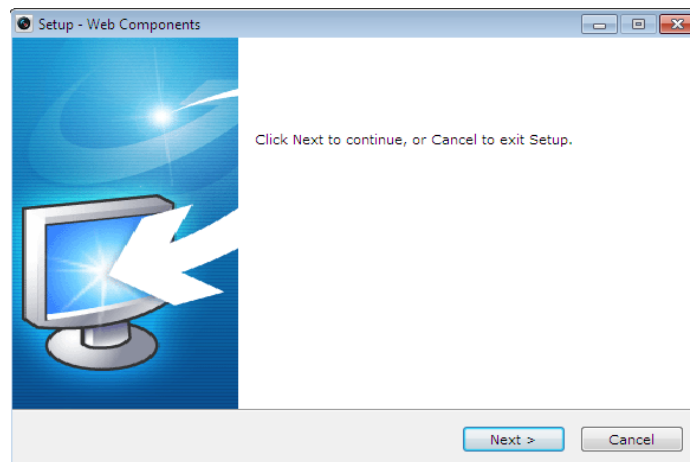 Setup - Web Components
Click Next to continue, or Cancel to exit Setup.
Next >
Cancel